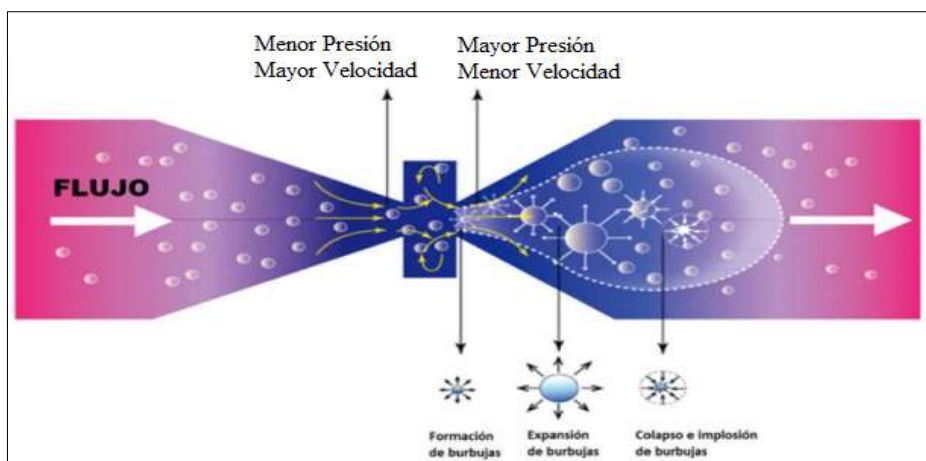 Menor Presión
Mayor Velocidad
Mayor Presión
Menor Velocidad
FLUJO
Formación
de burbujas
Expansión
de burbujas
Colapso e implosión
de burbujas